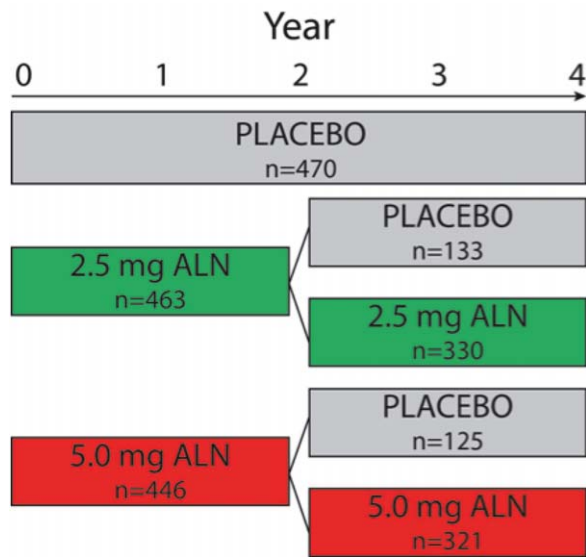 Year
0 1 2 3 4
PLACEBO
n=470
PLACEBO
n=133
2.5 mg ALN
n=463
2.5 mg ALN
n=330
PLACEBO
n=125
5.0 mg ALN
n=446
5.0 mg ALN
n=321